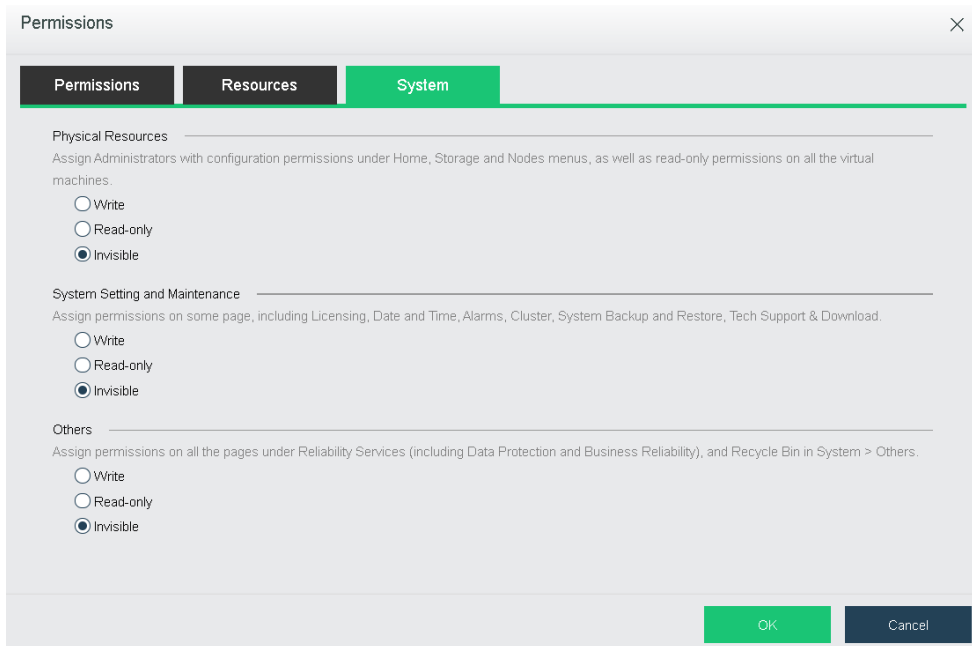 Permissions
Permissions Resources System
Physical Resources
Assign Administrators with configuration permissions under Home, Storage and Nodes menus, as well as read-only permissions on all the virtual
machines.
Write
Read-only
Invisible
System Setting and Maintenance
Assign permissions on some page, including Licensing, Date and Time, Alarms, Cluster, System Backup and Restore, Tech Support & Download.
Write
Read-only
Invisible
Others
Assign permissions on all the pages under Reliability Services (including Data Protection and Business Reliability), and Recycle Bin in System > Others.
Write
Read-only
Invisible
OK Cancel